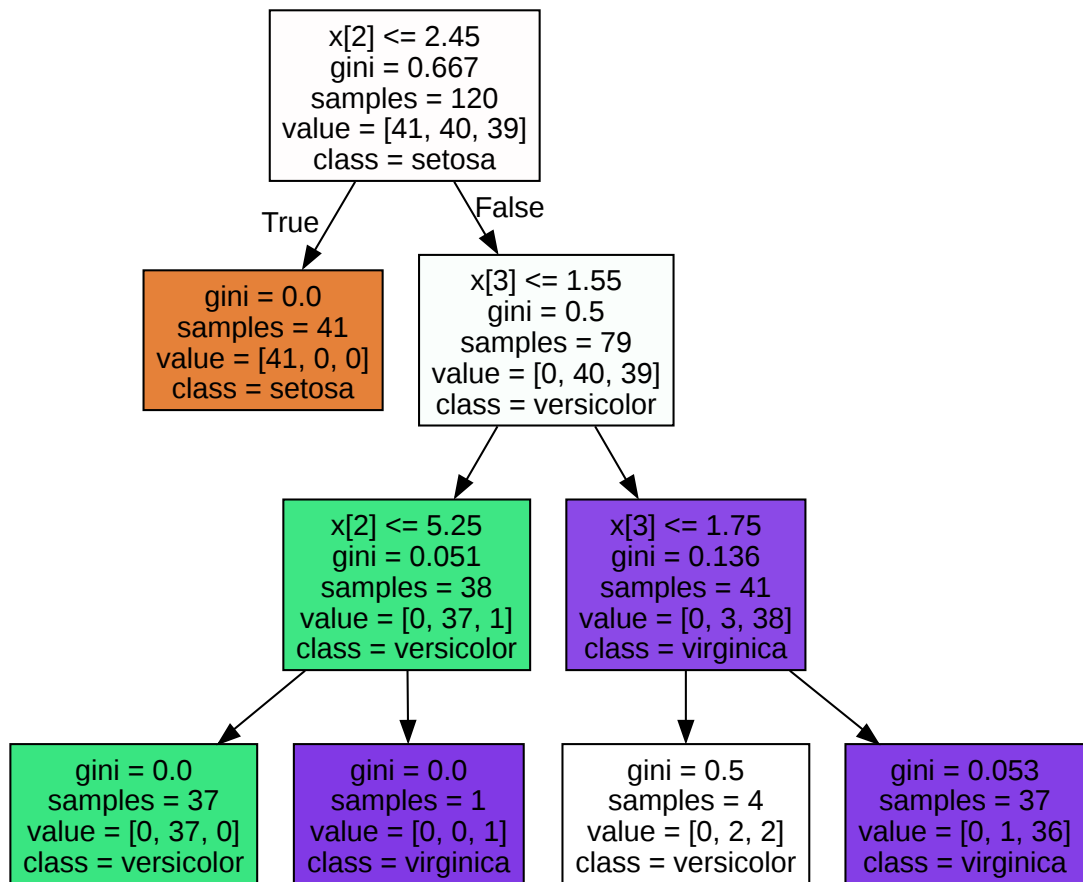 x[2] <= 2.45
gini = 0.667
samples = 120
value = [41, 40, 39]
class = setosa
True
False
gini = 0.0
samples = 41
value = [41, 0, 0]
class = setosa
x[3] <= 1.55
gini = 0.5
samples = 79
value = [0, 40, 39]
class = versicolor
x[2] <= 5.25
gini = 0.051
samples = 38
value = [0, 37, 1]
class = versicolor
x[3] <= 1.75
gini = 0.136
samples = 41
value = [0, 3, 38]
class = virginica
gini = 0.0
samples = 37
value = [0, 37, 0]
class = versicolor
gini = 0.0
samples = 1
value = [0, 0, 1]
class = virginica
gini = 0.5
samples = 4
value = [0, 2, 2]
class = versicolor
gini = 0.053
samples = 37
value = [0, 1, 36]
class = virginica